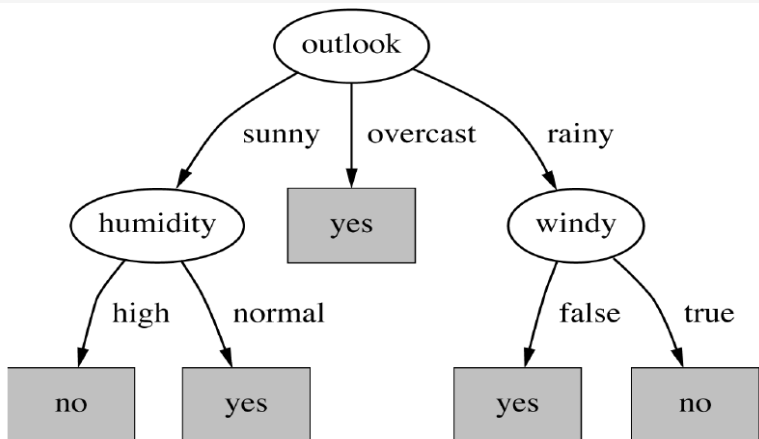 outlook
sunny overcast rainy
humidity yes windy
high normal false true
no yes yes no